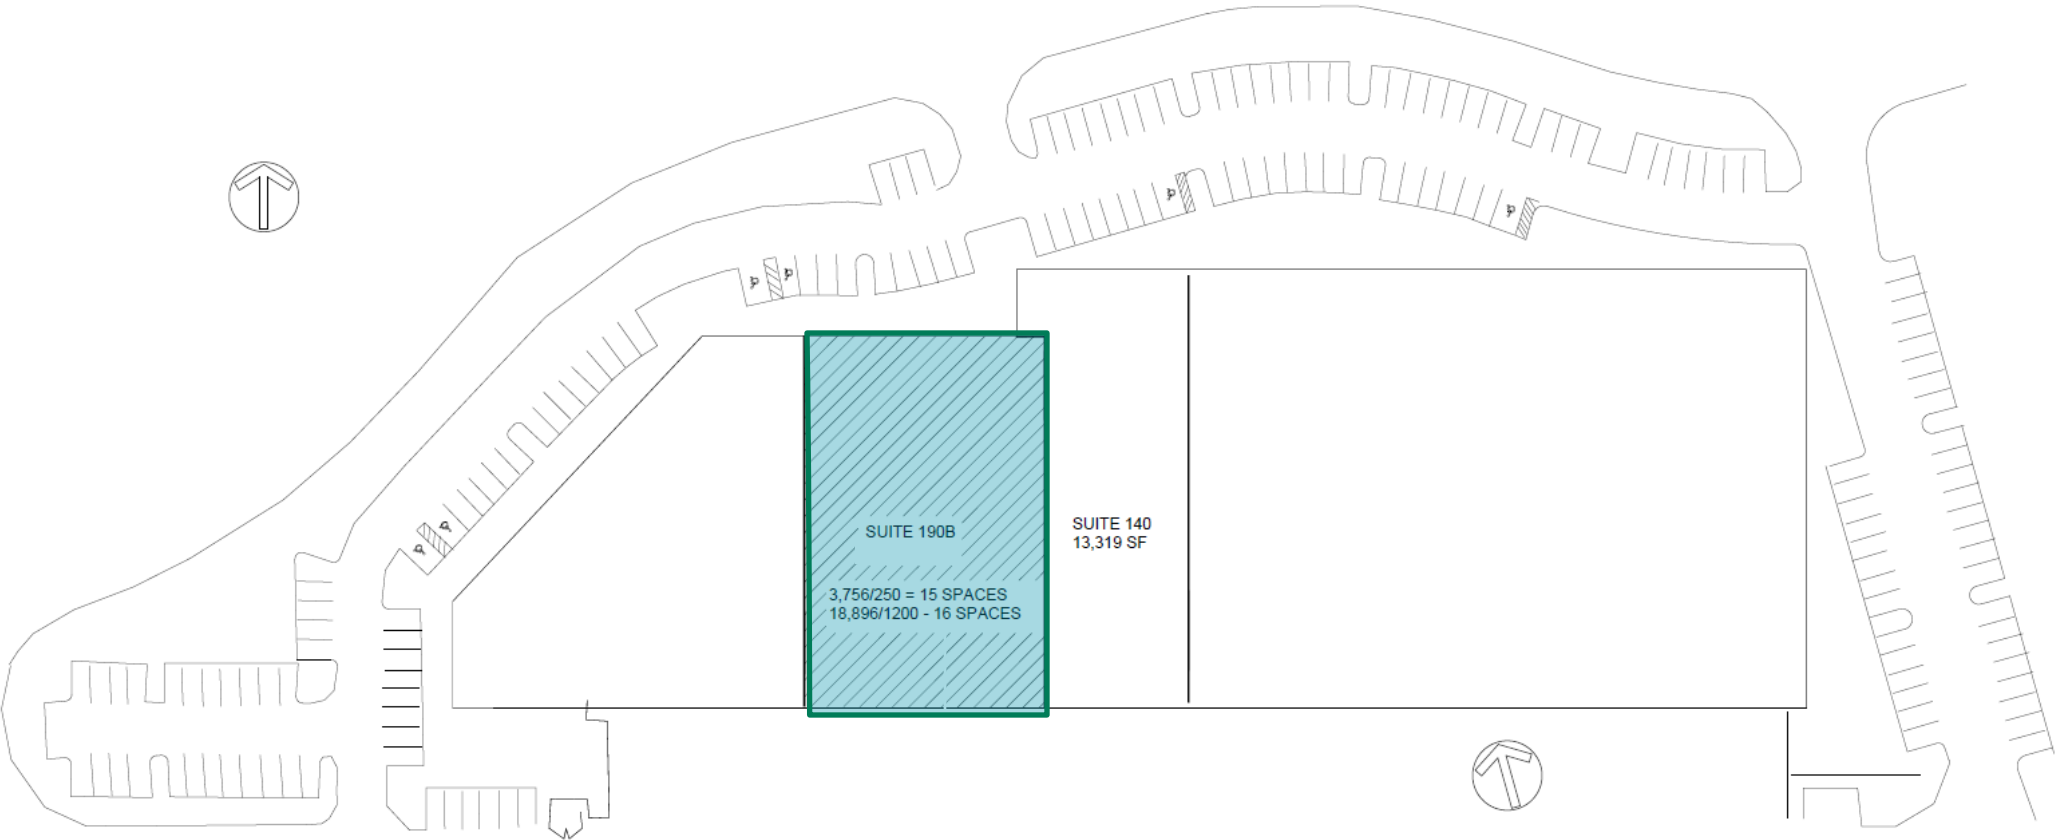 SUITE 190B
3,756/250 = 15 SPACES
18,896/1200 - 16 SPACES
SUITE 140
13,319 SF